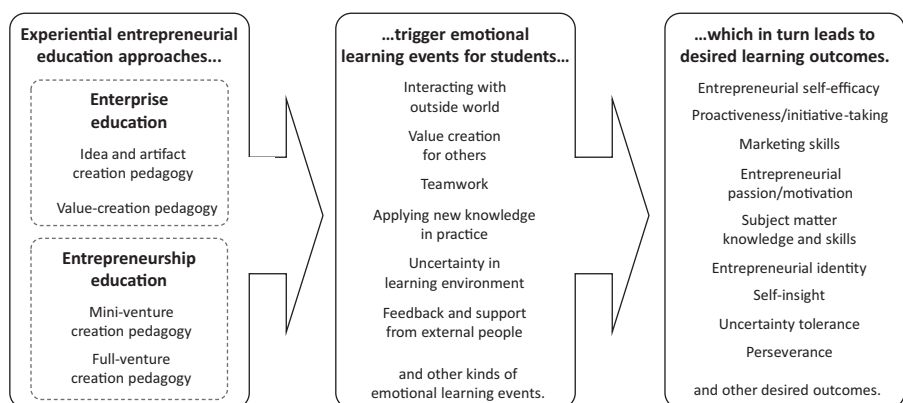 Experiential entrepreneurial
education approaches...
Enterprise
education
Idea and artifact
creation pedagogy
Value-creation pedagogy
Entrepreneurship
education
Mini-venture
creation pedagogy
Full-venture
creation pedagogy
...trigger emotional
learning events for students...
Interacting with
outside world
Value creation
for others
Teamwork
Applying new knowledge
in practice
Uncertainty in
learning environment
Feedback and support
from external people
and other kinds of
emotional learning events.
...which in turn leads to
desired learning outcomes.
Entrepreneurial self-efficacy
Proactiveness/initiative-taking
Marketing skills
Entrepreneurial
passion/motivation
Subject matter
knowledge and skills
Entrepreneurial identity
Self-insight
Uncertainty tolerance
Perseverance
and other desired outcomes.